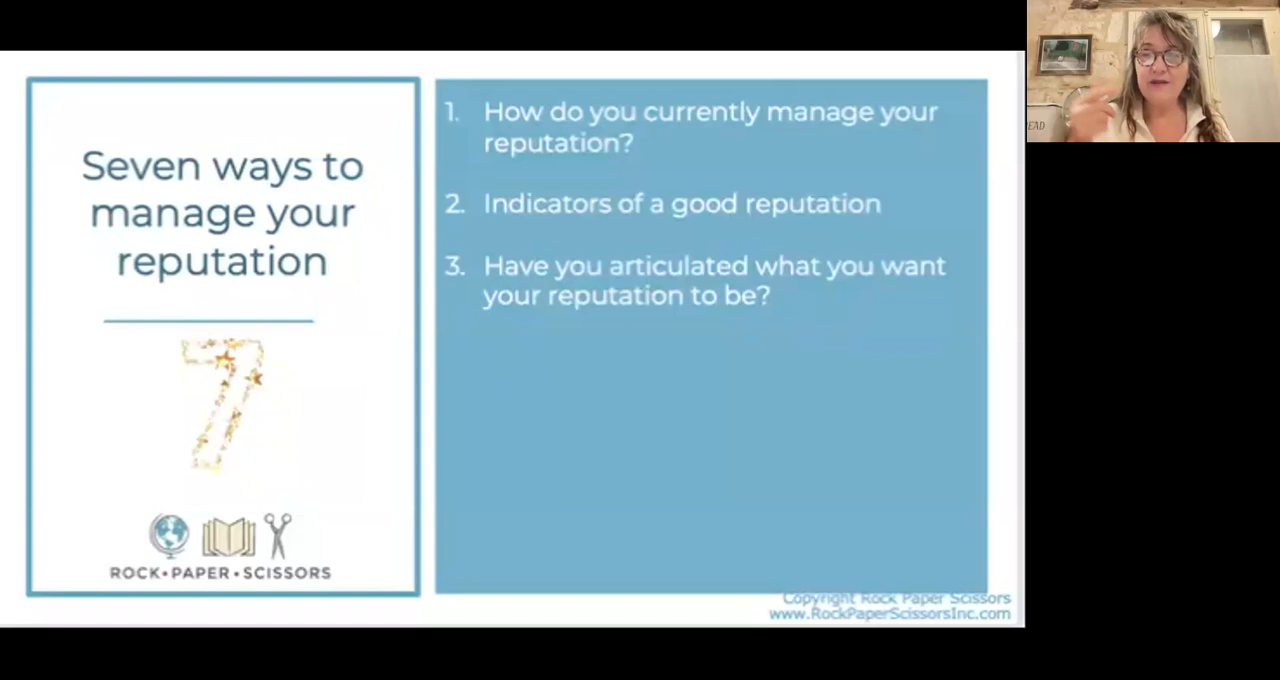 Seven ways to
manage your
reputation
ROCK•PAPER•SCISSORS
1. How do you currently manage your
reputation?
2. Indicators of a good reputation
3. Have you articulated what you want
your reputation to be?
Copyright Rock Paper Scissors
www.RockPaperScissorsInc.com
EAD